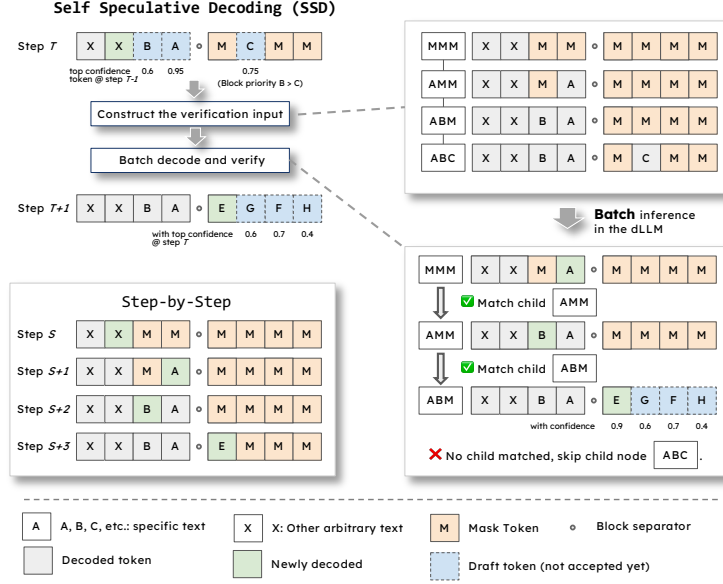 Self Speculative Decoding (SSD)
Step T X X B A M C M M
top confidence token @ step T-1 0.6 0.95 0.75 (Block priority B > C)
Construct the verification input
Batch decode and verify
Step T+1 X X B A E G F H
with top confidence @ step T 0.6 0.7 0.4
MMM X X M M M M M M
AMM X X M A M M M M
ABM X X B A M M M M
ABC X X B A M C M M
Batch inference
in the dLLM
MMM X X M A M M M M
✅ Match child AMM
AMM X X B A M M M M
✅ Match child ABM
ABM X X B A E G F H
with confidence 0.9 0.6 0.7 0.4
❌ No child matched, skip child node ABC .
Step-by-Step
Step S X X M M M M M M
Step S+1 X X M A M M M M
Step S+2 X X B A M M M M
Step S+3 X X B A E M M M
A A, B, C, etc.: specific text X X: Other arbitrary text M Mask Token Block separator
Decoded token Newly decoded Draft token (not accepted yet)